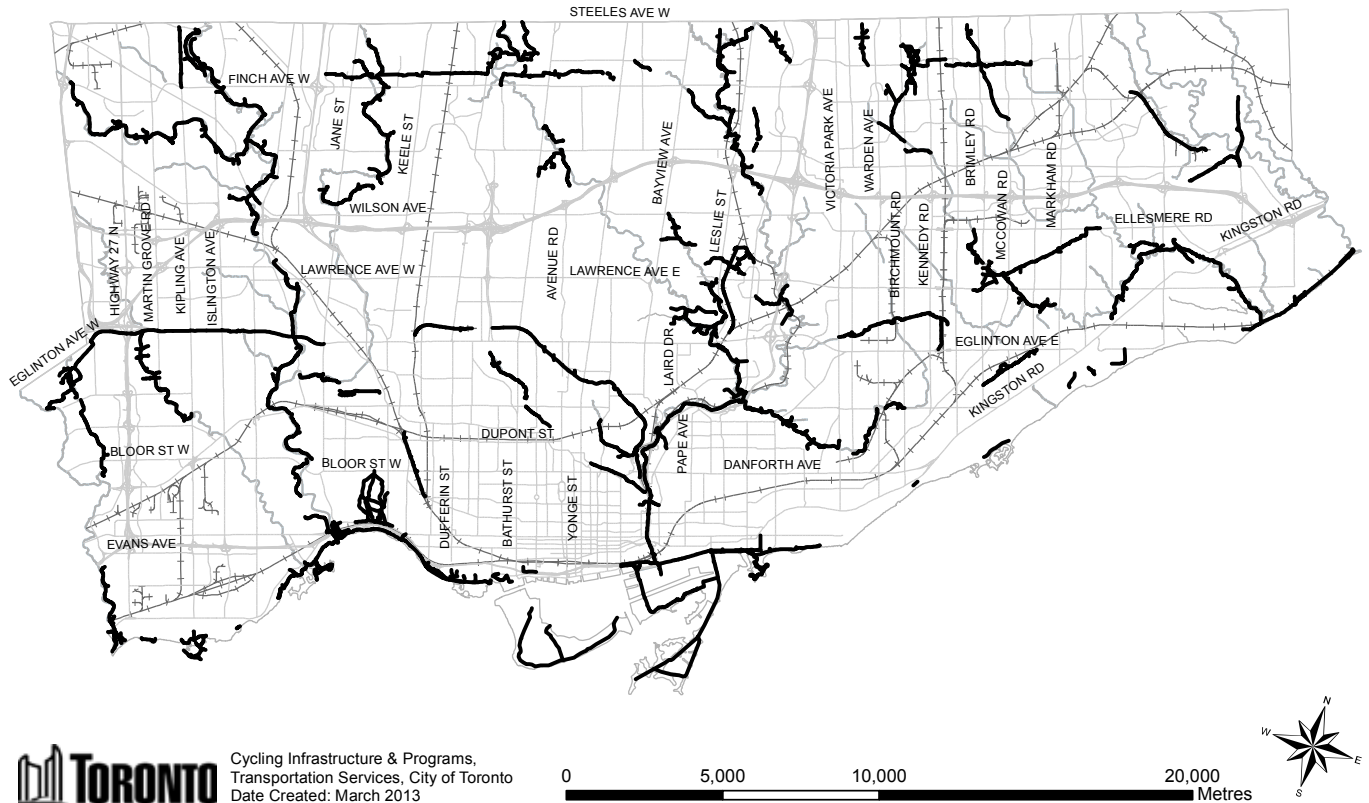 STEELES AVE W
FINCH AVE W
JANE ST
KEELE ST
BAYVIEW AVE
LESLIE ST
VICTORIA PARK AVE
WARDEN AVE
BIRCHMOUNT RD
KENNEDY RD
BRIMLEY RD
MCCOWAN RD
MARKHAM RD
WILSON AVE
ELLESMERE RD
KINGSTON RD
HIGHWAY 27 N
MARTIN GROVE RD
KIPLING AVE
ISLINGTON AVE
LAWRENCE AVE W
AVENUE RD
LAWRENCE AVE E
EGLINTON AVE W
LAIRD DR
EGLINTON AVE E
KINGSTON RD
BLOOR ST W
BLOOR ST W
DUPONT ST
PAPE AVE
DANFORTH AVE
DUFFERIN ST
BATHURST ST
YONGE ST
EVANS AVE
N
W
E
S
TORONTO
Cycling Infrastructure & Programs,
Transportation Services, City of Toronto
Date Created: March 2013
0 5,000 10,000 20,000
Metres